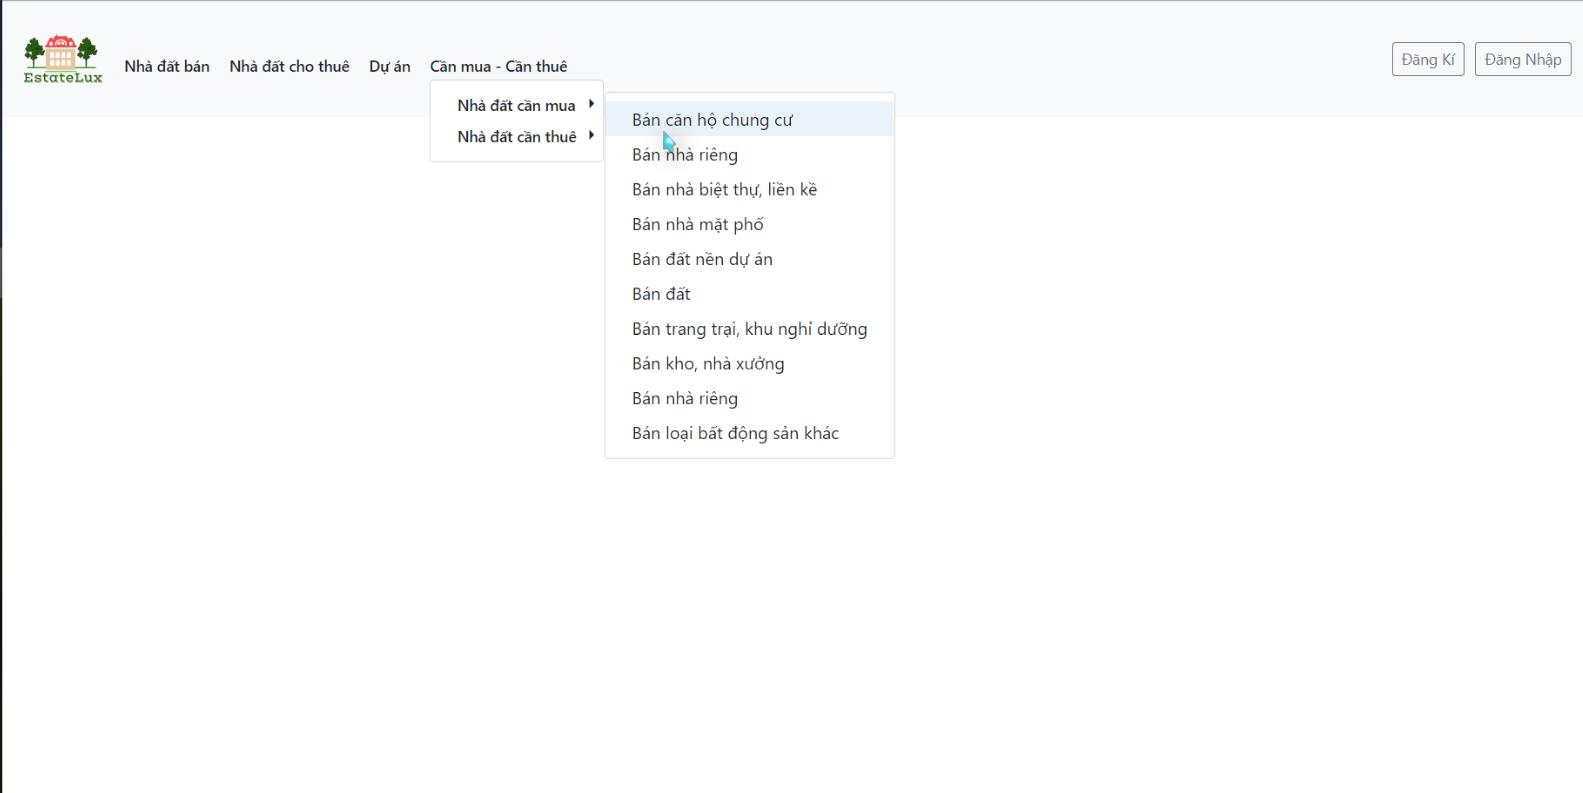 EstateLux
Nhà đất bán
Nhà đất cho thuê
Dự án
Cần mua - Cần thuê
Đăng Kí
Đăng Nhập
Nhà đất cần mua
Nhà đất cần thuê
Bán căn hộ chung cư
Bán nhà riêng
Bán nhà biệt thự, liền kề
Bán nhà mặt phố
Bán đất nền dự án
Bán đất
Bán trang trại, khu nghỉ dưỡng
Bán kho, nhà xưởng
Bán nhà riêng
Bán loại bất động sản khác